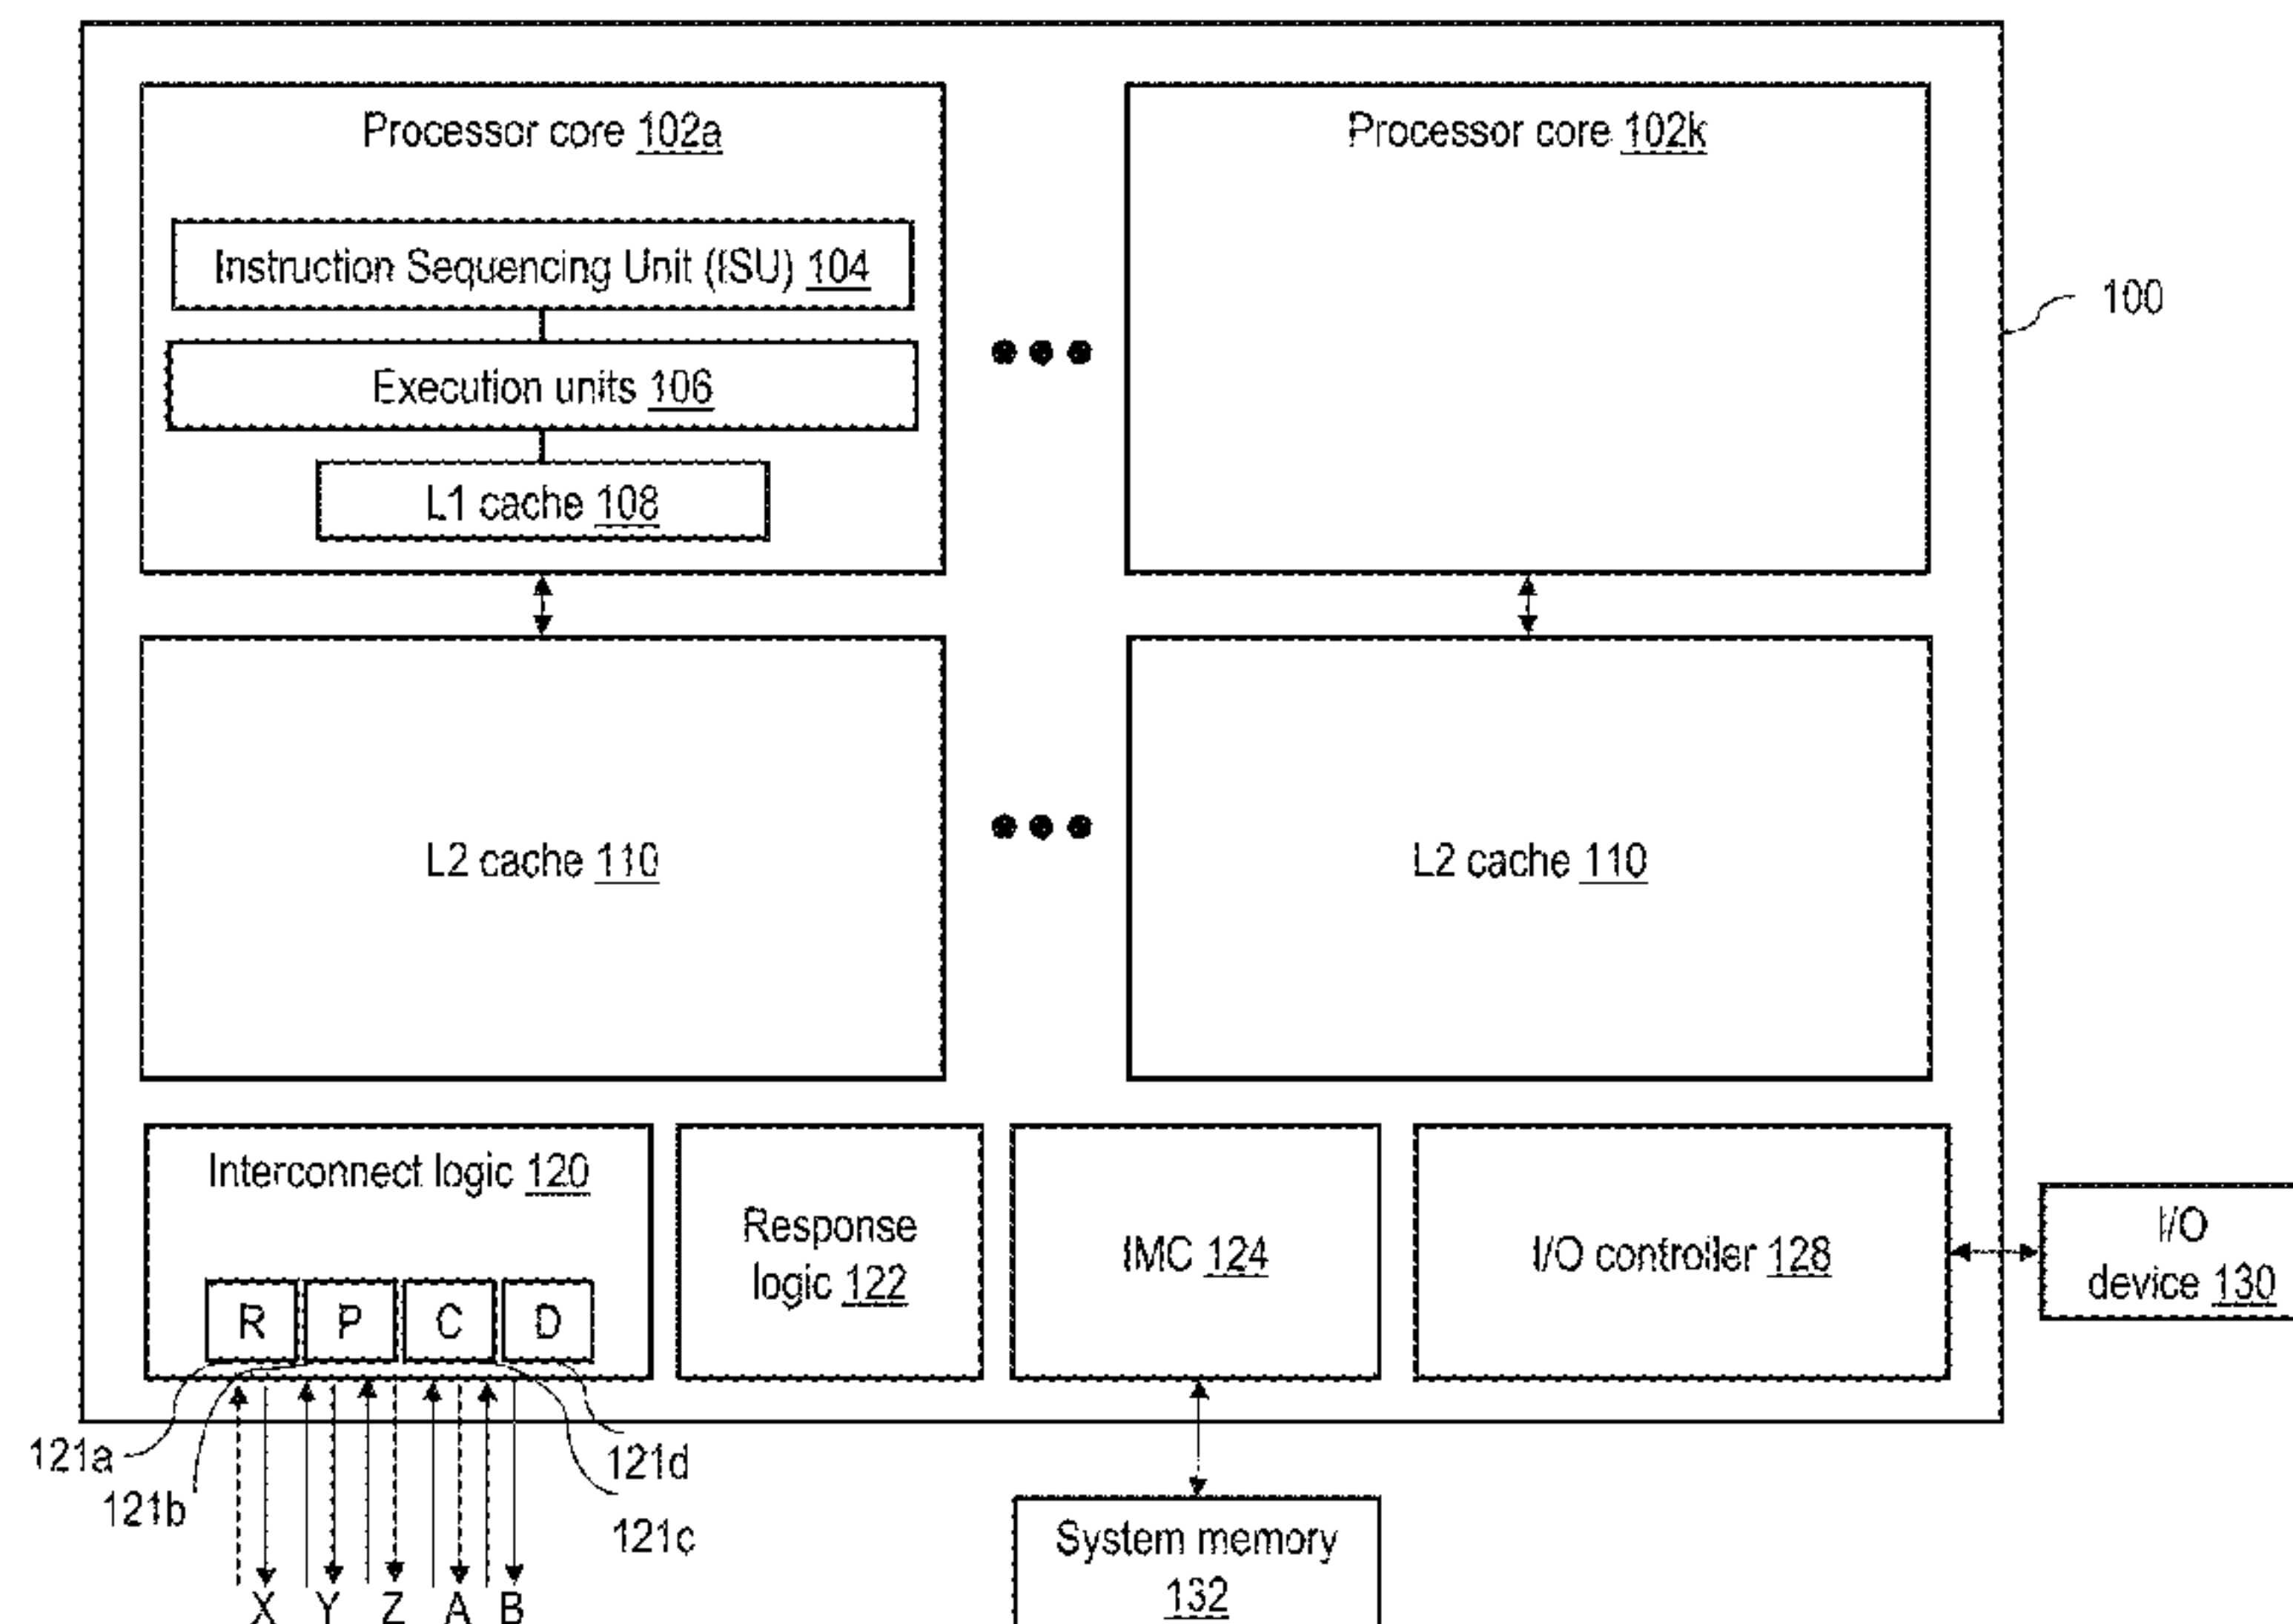 Processor core 102a
Processor core 102k
Instruction Sequencing Unit (ISU) 104
100
Execution units 106
L1 cache 108
L2 cache 110
L2 cache 110
Interconnect logic 120
Response
logic 122
IMC 124
I/O controller 128
I/O
device 130
R P C D
121a
121d
121b
121c
System memory
132
X Y Z A B